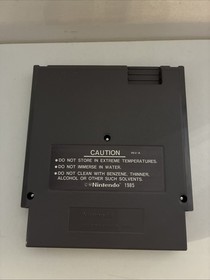 CAUTION
• DO NOT STORE IN EXTREME TEMPERATURES.
• DO NOT IMMERSE IN WATER.
• DO NOT CLEAN WITH BENZENE, THINNER,
ALCOHOL OR OTHER SUCH SOLVENTS.
Nintendo 1985